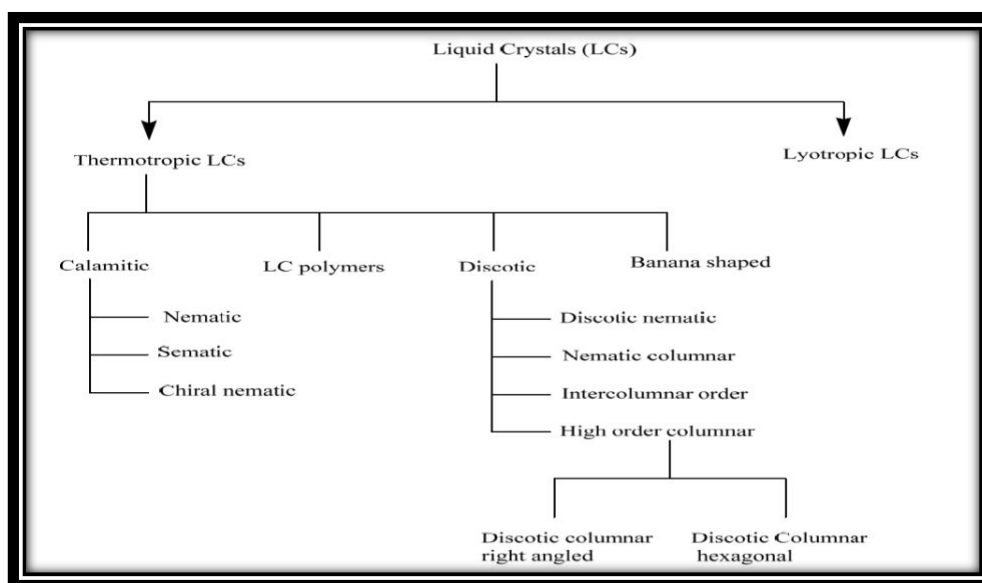 Liquid Crystals (LCs)
Thermotropic LCs
Lyotropic LCs
Calamitic
LC polymers
Discotic
Banana shaped
Nematic
Sematic
Chiral nematic
Discotic nematic
Nematic columnar
Intercolumnar order
High order columnar
Discotic columnar
right angled
Discotic Columnar
hexagonal